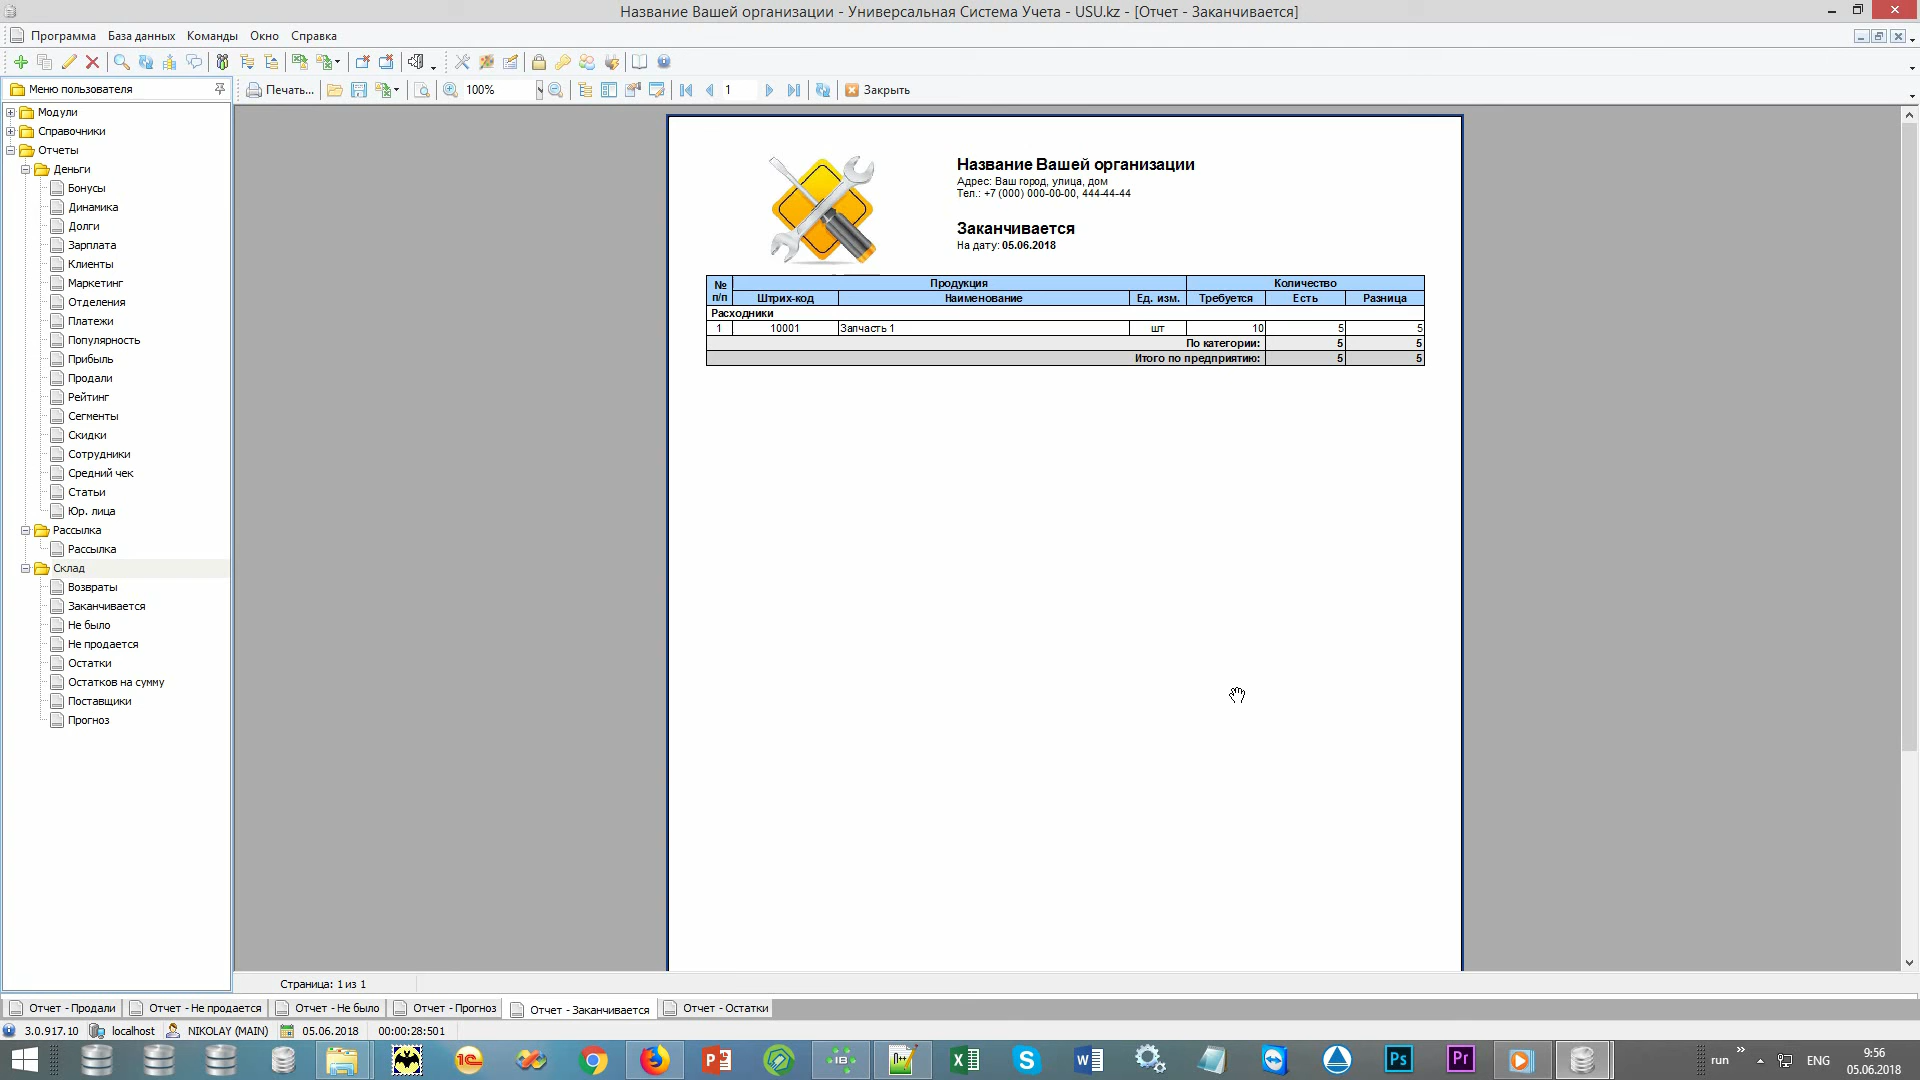 Название Вашей организации - Универсальная Система Учета - USU.kz - [Отчет - Заканчивается]
Программа База данных Команды Окно Справка
Меню пользователя
Печать... 100% 1 Закрыть
Модули
Справочники
Отчеты
Деньги
Бонусы
Динамика
Долги
Зарплата
Клиенты
Маркетинг
Отделения
Платежи
Популярность
Прибыль
Продали
Рейтинг
Сегменты
Скидки
Сотрудники
Средний чек
Статьи
Юр. лица
Рассылка
Рассылка
Склад
Возвраты
Заканчивается
Не было
Не продается
Остатки
Остатков на сумму
Поставщики
Прогноз
Название Вашей организации
Адрес: Ваш город, улица, дом
Тел.: +7 (000) 000-00-00, 444-44-44
Заканчивается
На дату: 05.06.2018
№ п/п Продукция Количество
Штрих-код Наименование Ед. изм. Требуется Есть Разница
Расходники
1 10001 Запчасть 1 шт 10 5 5
По категории: 5 5
Итого по предприятию: 5 5
Страница: 1 из 1
Отчет - Продали Отчет - Не продается Отчет - Не было Отчет - Прогноз Отчет - Заканчивается Отчет - Остатки
3.0.917.10 localhost NIKOLAY (MAIN) 05.06.2018 00:00:28:501
1С IB n++ Ps Pr run ENG 9:56
05.06.2018